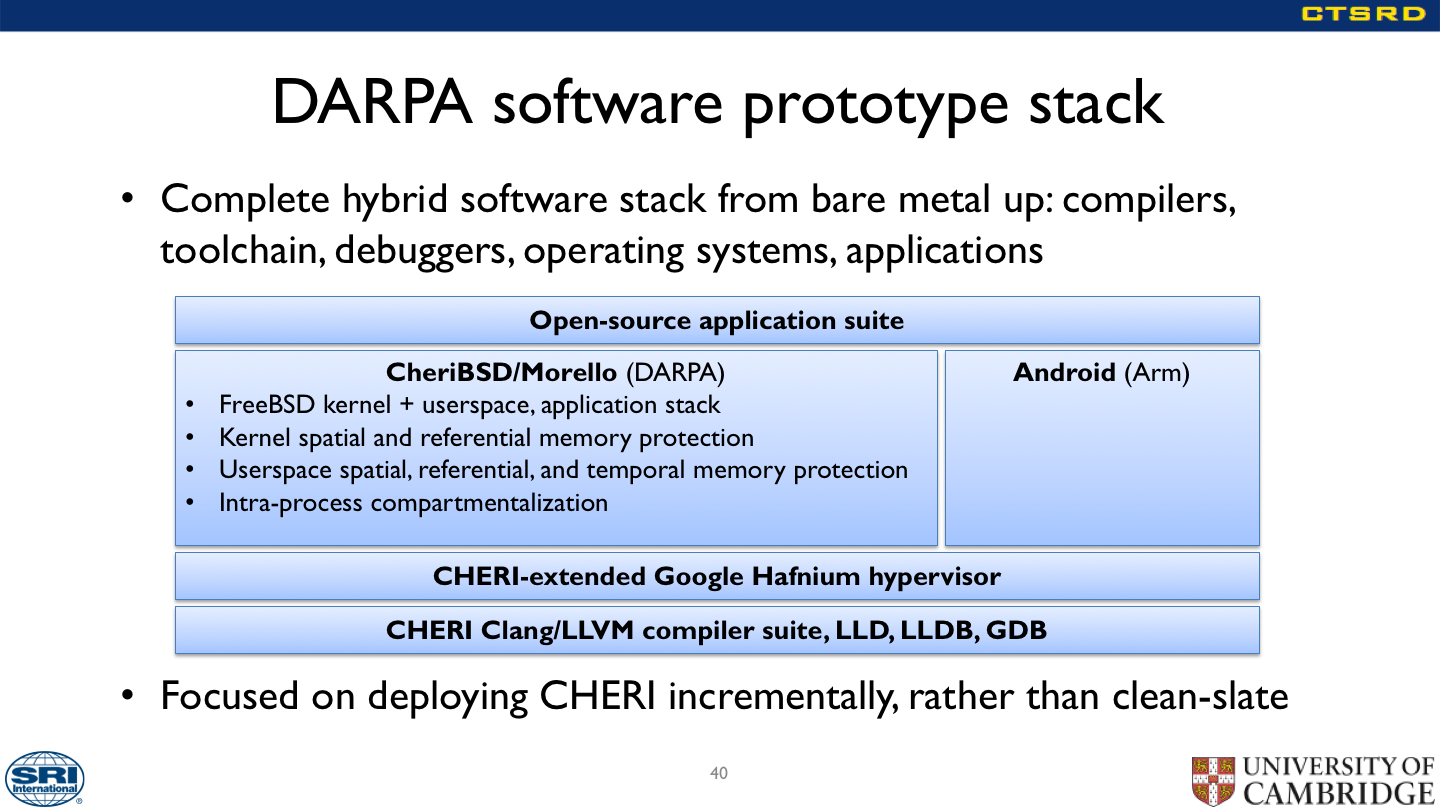 CTSRD
DARPA software prototype stack
• Complete hybrid software stack from bare metal up: compilers,
toolchain, debuggers, operating systems, applications
Open-source application suite
CheriBSD/Morello (DARPA)
• FreeBSD kernel + userspace, application stack
• Kernel spatial and referential memory protection
• Userspace spatial, referential, and temporal memory protection
• Intra-process compartmentalization
Android (Arm)
CHERI-extended Google Hafnium hypervisor
CHERI Clang/LLVM compiler suite, LLD, LLDB, GDB
• Focused on deploying CHERI incrementally, rather than clean-slate
SRI
International
®
40
UNIVERSITY OF
CAMBRIDGE